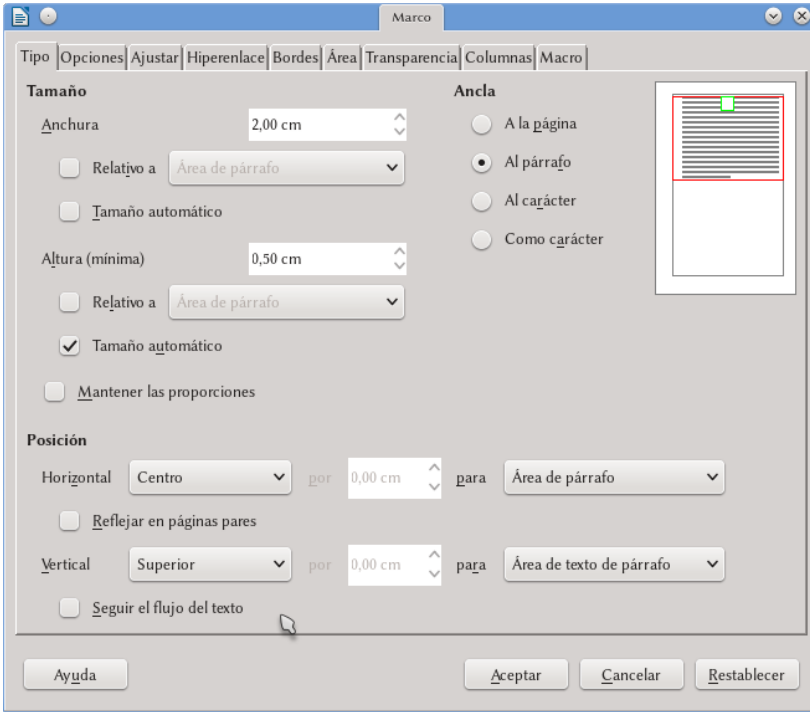 Marco
Tipo Opciones Ajustar Hiperenlace Bordes Área Transparencia Columnas Macro
Tamaño
Anchura 2,00 cm
Relativo a Área de párrafo
Tamaño automático
Altura (mínima) 0,50 cm
Relativo a Área de párrafo
Tamaño automático
Mantener las proporciones
Ancla
A la página
Al párrafo
Al carácter
Como carácter
Posición
Horizontal Centro por 0,00 cm para Área de párrafo
Reflejar en páginas pares
Vertical Superior por 0,00 cm para Área de texto de párrafo
Seguir el flujo del texto
Ayuda Aceptar Cancelar Restablecer